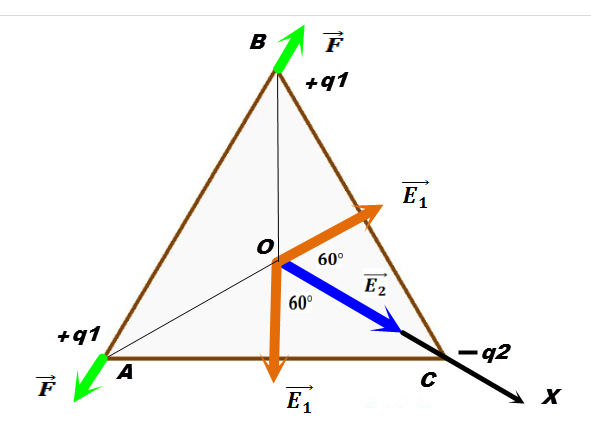 B
F⃗
+q1
E₁⃗
O
60°
E₂⃗
60°
+q1
−q2
F⃗
A
C
E₁⃗
X